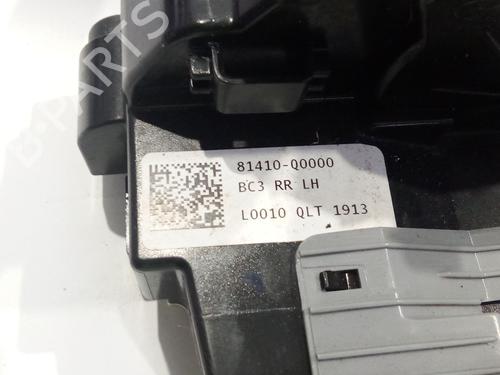 B-PARTS
81410-Q0000
BC3 RR LH
L0010 QLT 1913